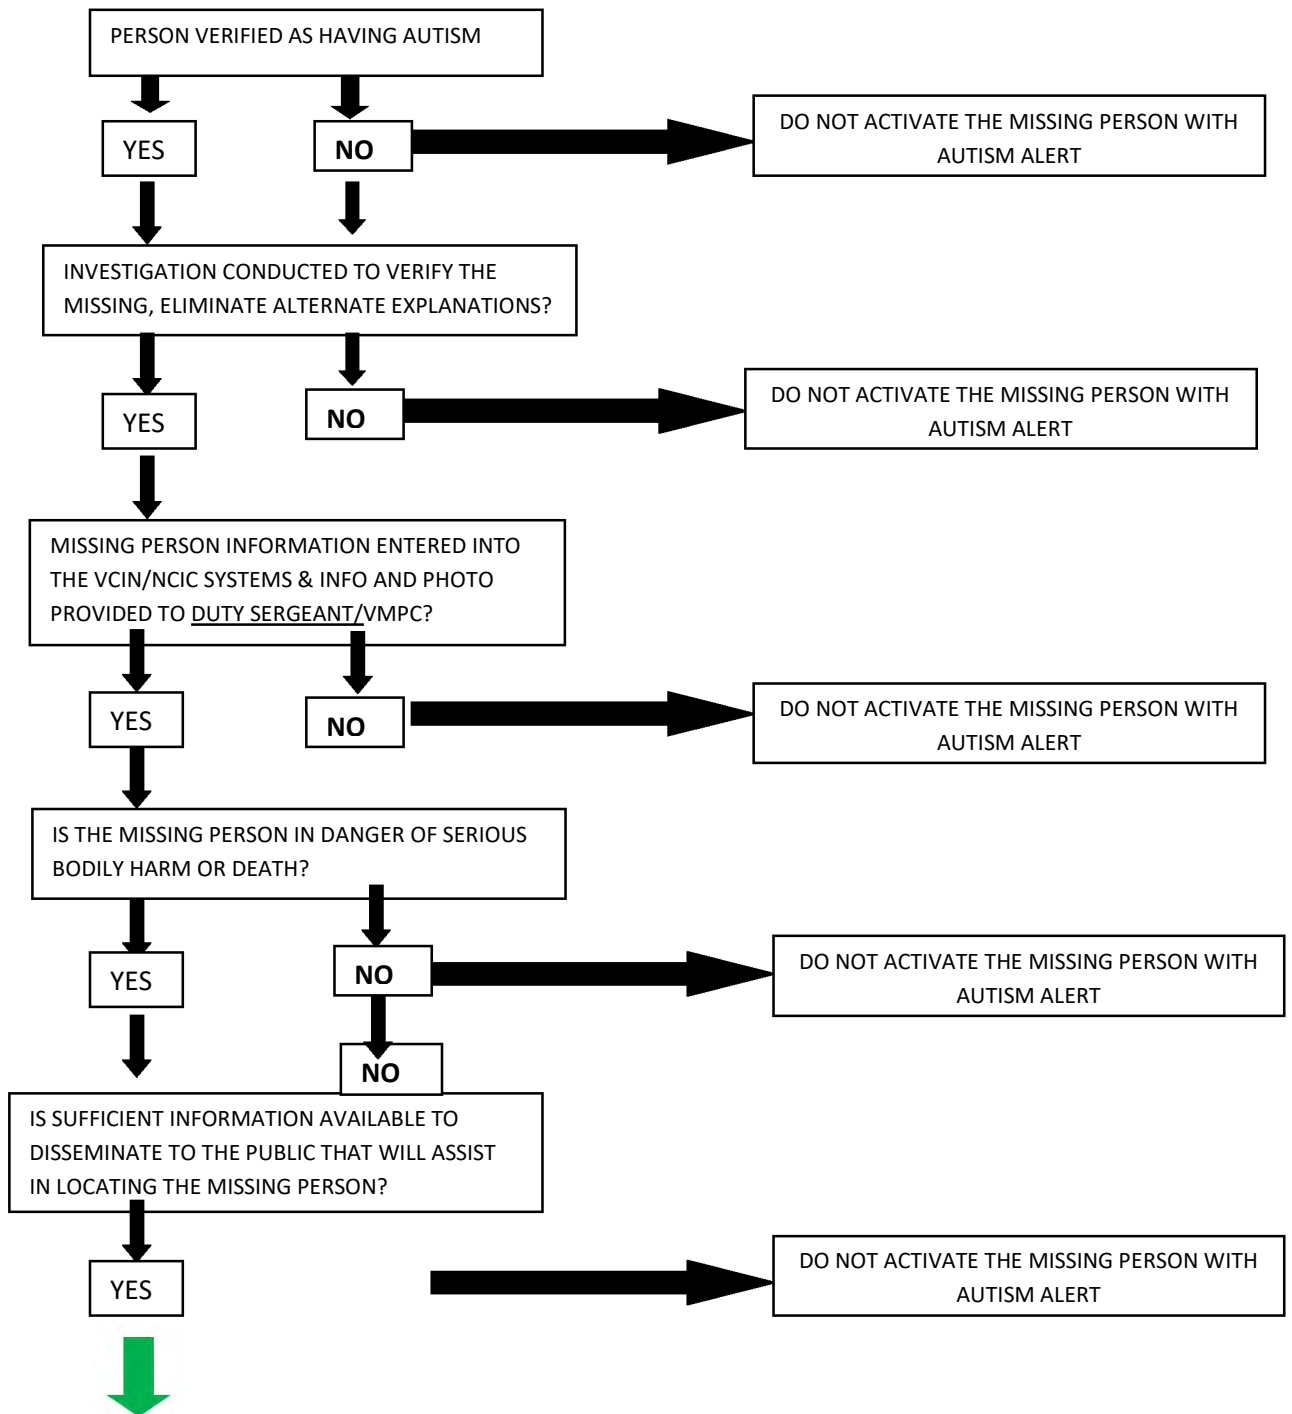 PERSON VERIFIED AS HAVING AUTISM
YES
NO
DO NOT ACTIVATE THE MISSING PERSON WITH
AUTISM ALERT
INVESTIGATION CONDUCTED TO VERIFY THE
MISSING, ELIMINATE ALTERNATE EXPLANATIONS?
YES
NO
DO NOT ACTIVATE THE MISSING PERSON WITH
AUTISM ALERT
MISSING PERSON INFORMATION ENTERED INTO
THE VCIN/NCIC SYSTEMS & INFO AND PHOTO
PROVIDED TO DUTY SERGEANT/VMPC?
YES
NO
DO NOT ACTIVATE THE MISSING PERSON WITH
AUTISM ALERT
IS THE MISSING PERSON IN DANGER OF SERIOUS
BODILY HARM OR DEATH?
YES
NO
DO NOT ACTIVATE THE MISSING PERSON WITH
AUTISM ALERT
NO
IS SUFFICIENT INFORMATION AVAILABLE TO
DISSEMINATE TO THE PUBLIC THAT WILL ASSIST
IN LOCATING THE MISSING PERSON?
YES
DO NOT ACTIVATE THE MISSING PERSON WITH
AUTISM ALERT